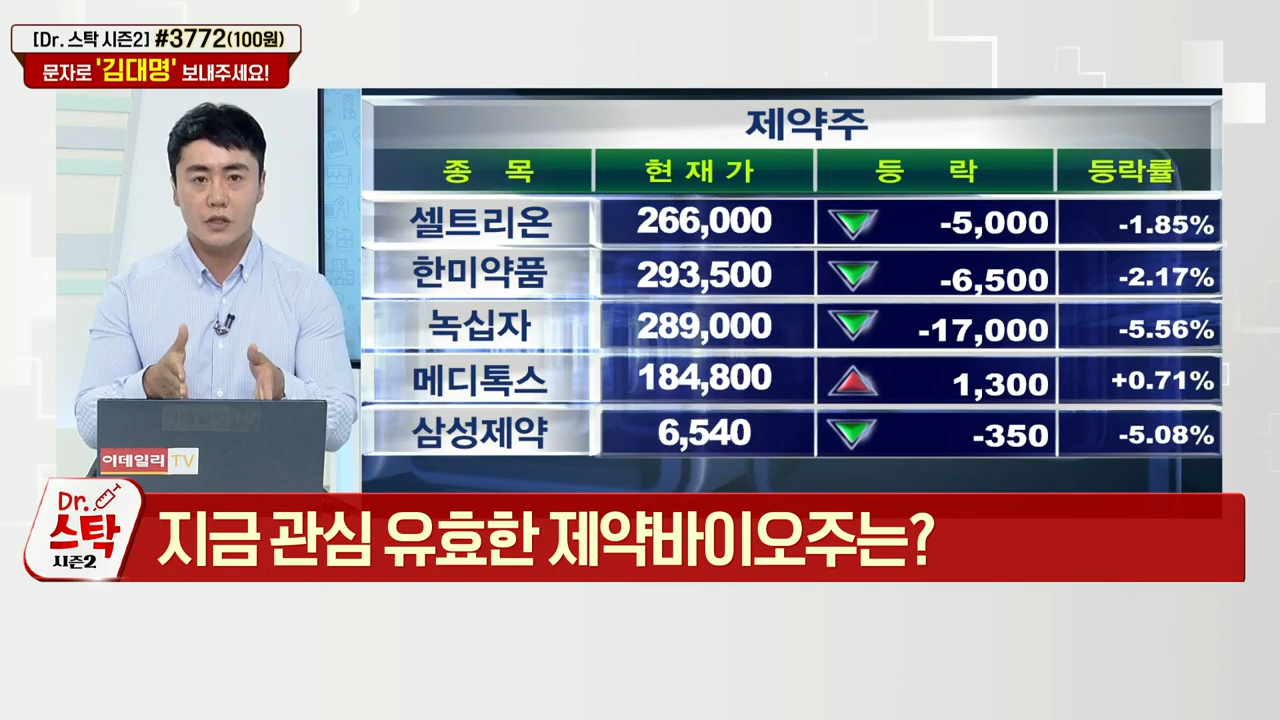 [Dr. 스탁 시즌2] #3772(100원)
문자로 '김대명' 보내주세요!
제약주
종 목 현 재 가 등 락 등락률
셀트리온 266,000 -5,000 -1.85%
한미약품 293,500 -6,500 -2.17%
녹십자 289,000 -17,000 -5.56%
메디톡스 184,800 1,300 +0.71%
삼성제약 6,540 -350 -5.08%
이데일리 TV
Dr.
스탁
시즌2
지금 관심 유효한 제약바이오주는?